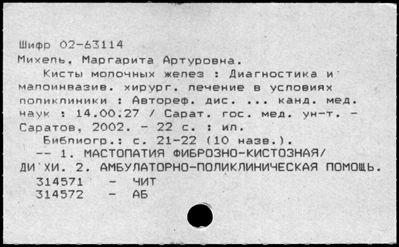 Шифр 02-63114
Михель, Маргарита Артуровна.
Кисты молочных желез : Диагностика и
малоинвазив. хирург. лечение в условиях
поликлиники : Автореф. дис. ... канд. мед.
наук : 14.00.27 / Сарат. гос. мед. ун-т. -
Саратов, 2002. - 22 с. : ил.
Библиогр.: с. 21-22 (10 назв.).
-- 1. МАСТОПАТИЯ ФИБРОЗНО-КИСТОЗНАЯ/
ДИ ХИ. 2. АМБУЛАТОРНО-ПОЛИКЛИНИЧЕСКАЯ ПОМОЩЬ.
314571 - ЧИТ
314572 - АБ